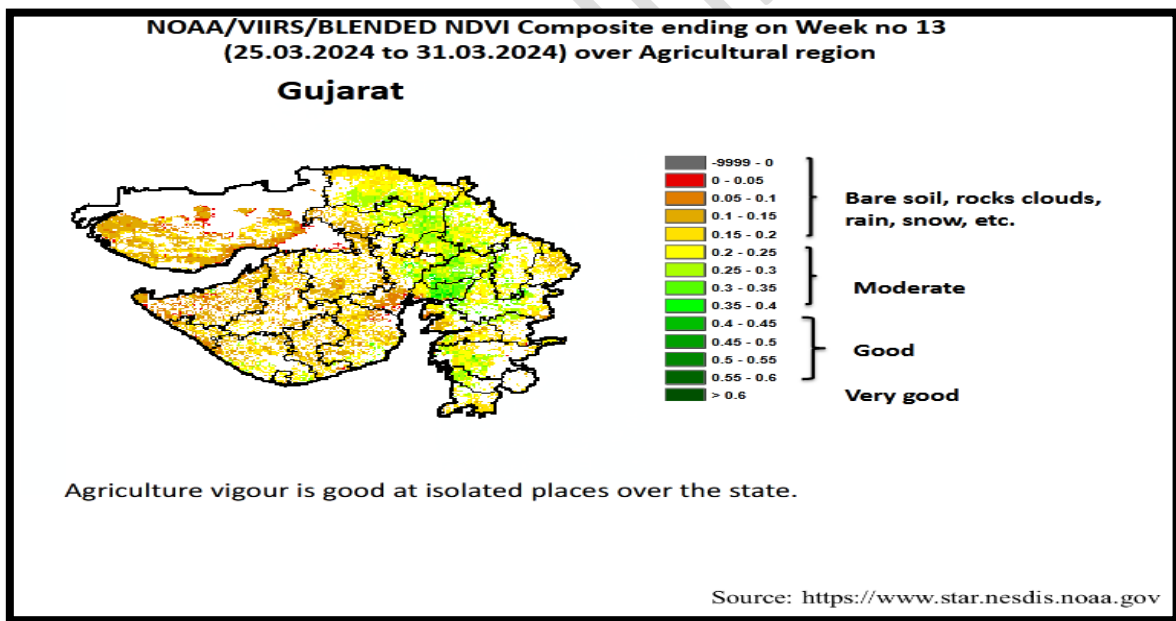 NOAA/VIIRS/BLENDED NDVI Composite ending on Week no 13
(25.03.2024 to 31.03.2024) over Agricultural region
Gujarat
-9999 - 0
0 - 0.05
0.05 - 0.1
0.1 - 0.15
0.15 - 0.2
0.2 - 0.25
0.25 - 0.3
0.3 - 0.35
0.35 - 0.4
0.4 - 0.45
0.45 - 0.5
0.5 - 0.55
0.55 - 0.6
> 0.6
Bare soil, rocks clouds,
rain, snow, etc.
Moderate
Good
Very good
Agriculture vigour is good at isolated places over the state.
Source: https://www.star.nesdis.noaa.gov